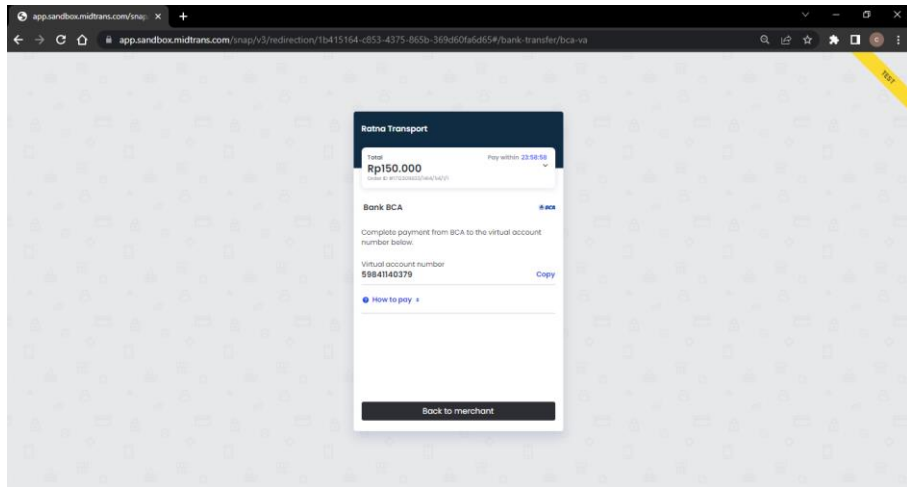 app.sandbox.midtrans.com/snap
app.sandbox.midtrans.com/snap/v3/redirection/1b415164-c853-4375-865b-369d60fa6d65#/bank-transfer/bca-va
TEST
Ratna Transport
Total
Pay within 23:58:58
Rp150.000
Order ID
Bank BCA
BCA
Complete payment from BCA to the virtual account
number below.
Virtual account number
59841140379
Copy
How to pay
Back to merchant